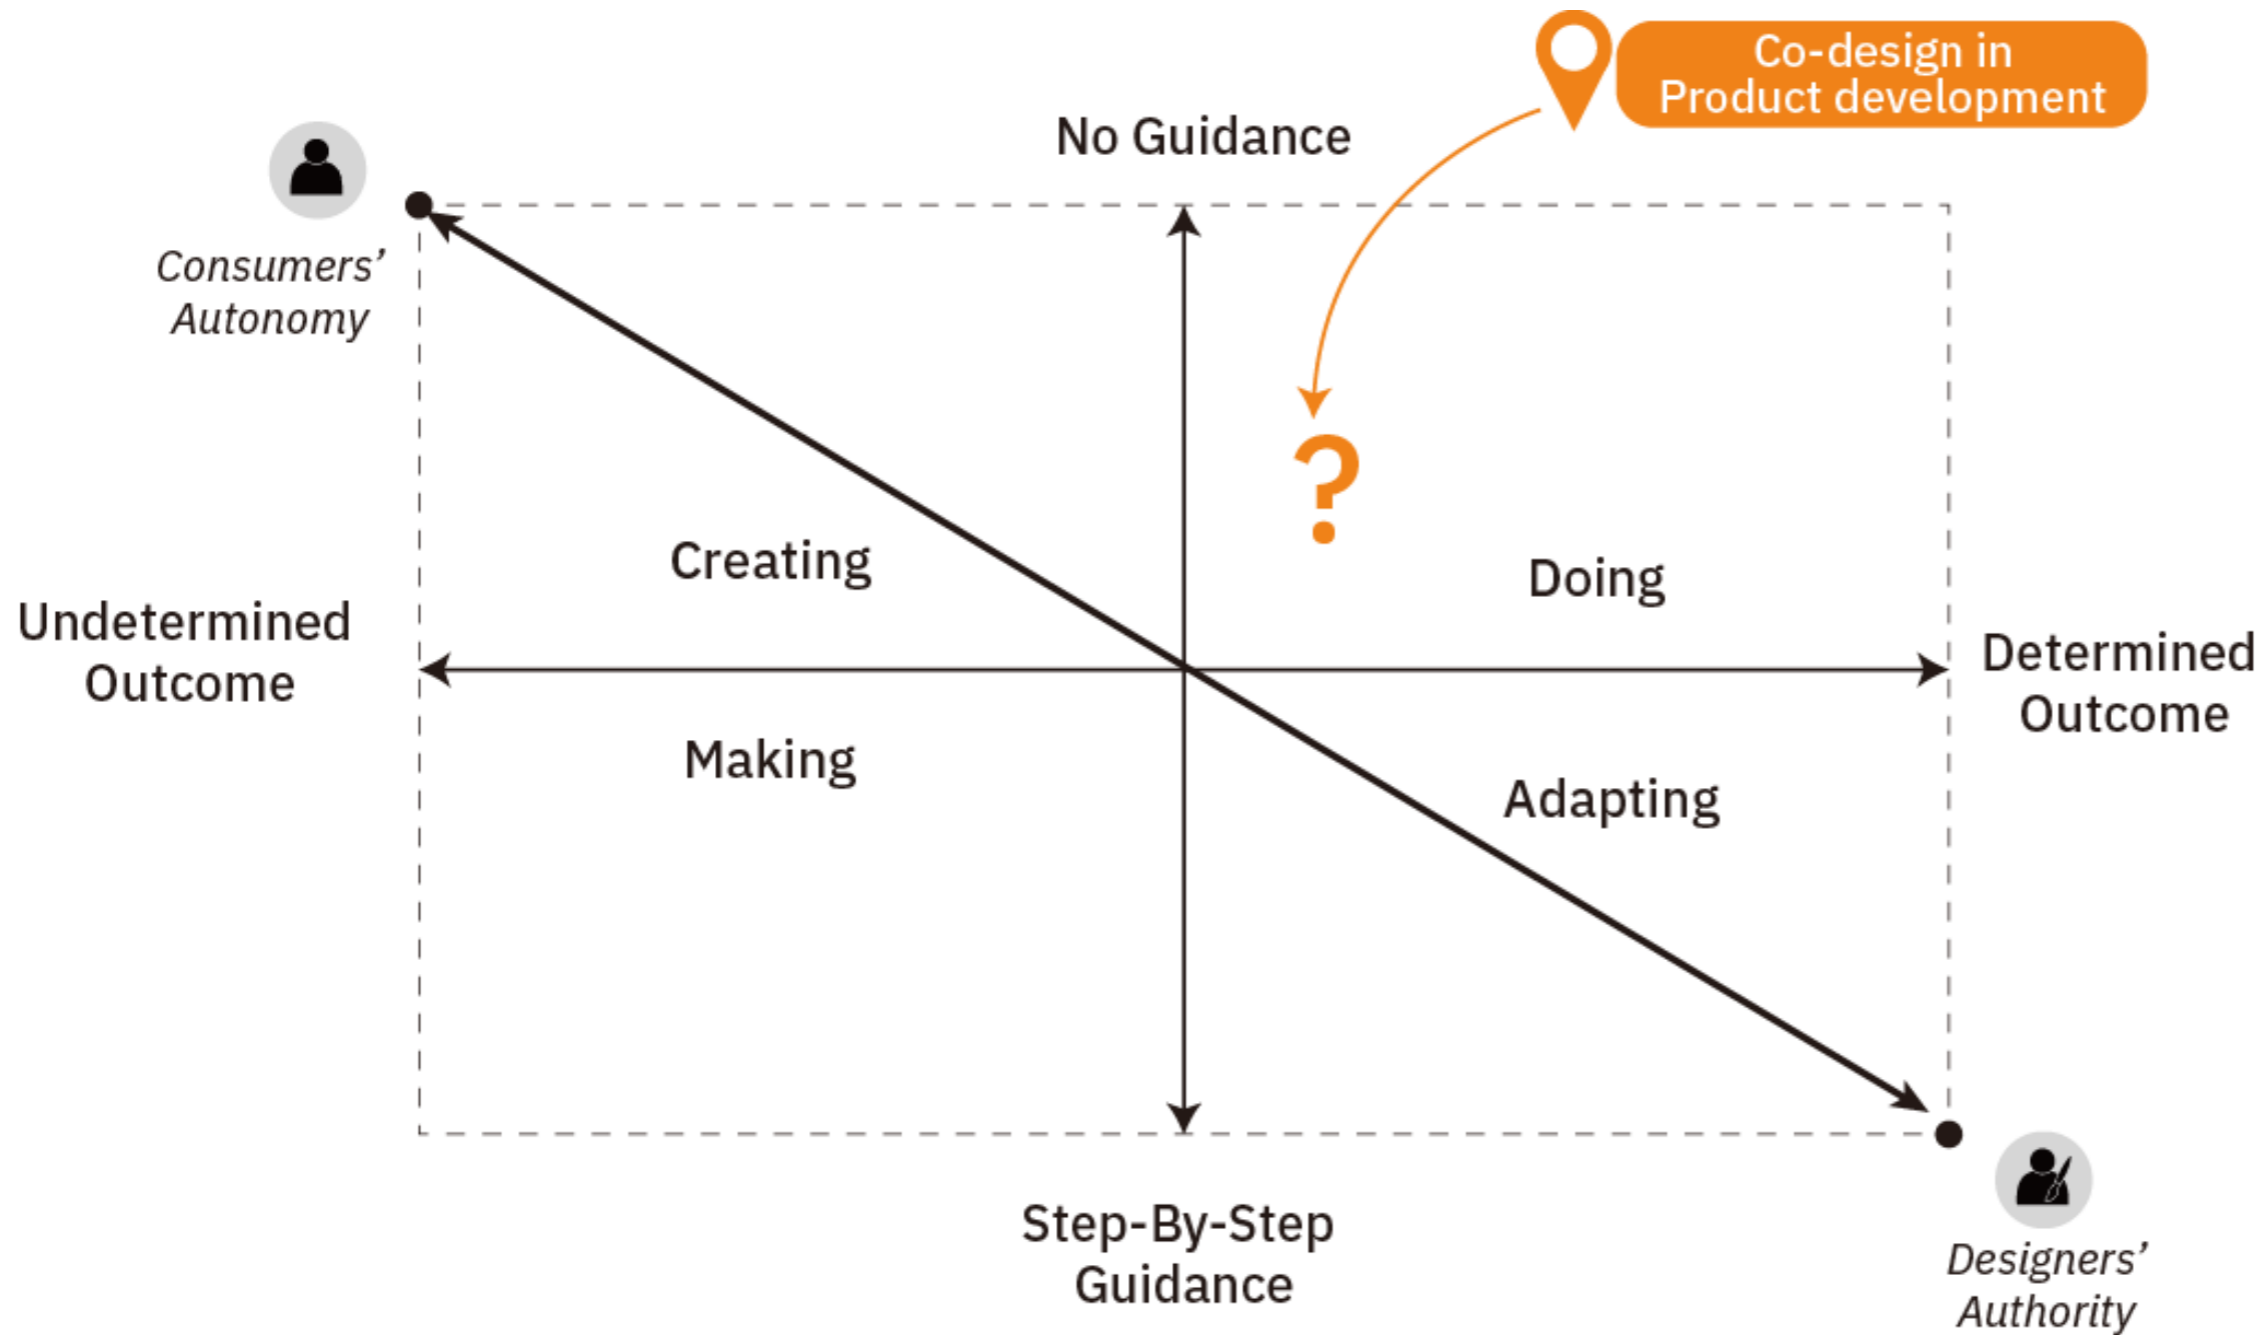 Co-design in
Product development
No Guidance
Consumers’
Autonomy
?
Creating
Doing
Undetermined
Outcome
Determined
Outcome
Making
Adapting
Step-By-Step
Guidance
Designers’
Authority